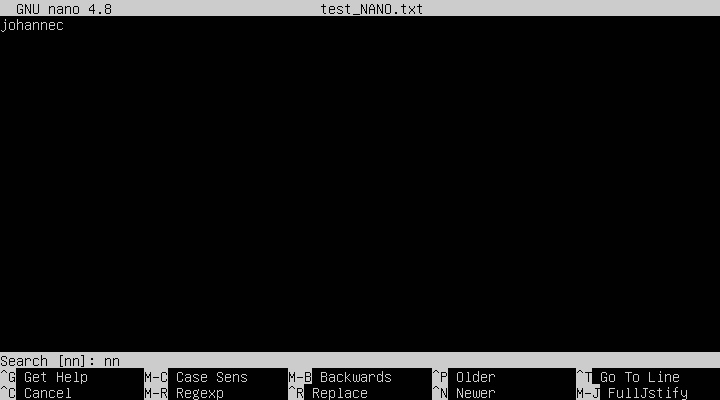 GNU nano 4.8 test_NANO.txt
johannec
Search [nn]: nn
^G Get Help M-C Case Sens M-B Backwards ^P Older ^T Go To Line
^C Cancel M-R Regexp ^R Replace ^N Newer M-J FullJstify